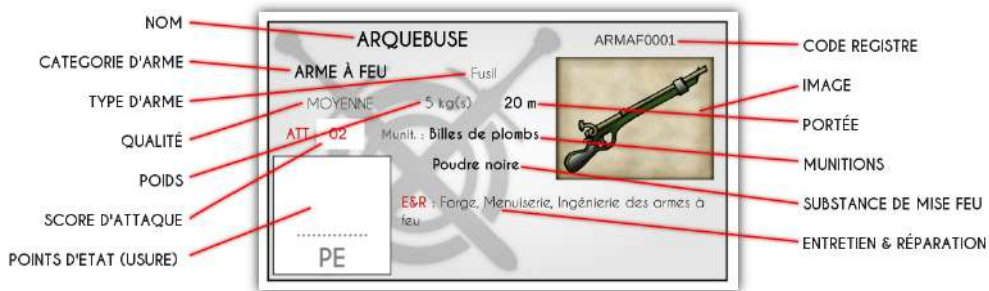 NOM
CATEGORIE D'ARME
TYPE D'ARME
QUALITÉ
POIDS
SCORE D'ATTAQUE
POINTS D'ETAT (USURE)
ARQUEBUSE
ARMAF0001
ARME À FEU
Fusil
MOYENNE
5 kg(s)
20 m
ATT : 02
Munit. : Billes de plombs
Poudre noire
E&R : Forge, Menuiserie, Ingénierie des armes à
feu
...............
PE
CODE REGISTRE
IMAGE
PORTÉE
MUNITIONS
SUBSTANCE DE MISE FEU
ENTRETIEN & RÉPARATION